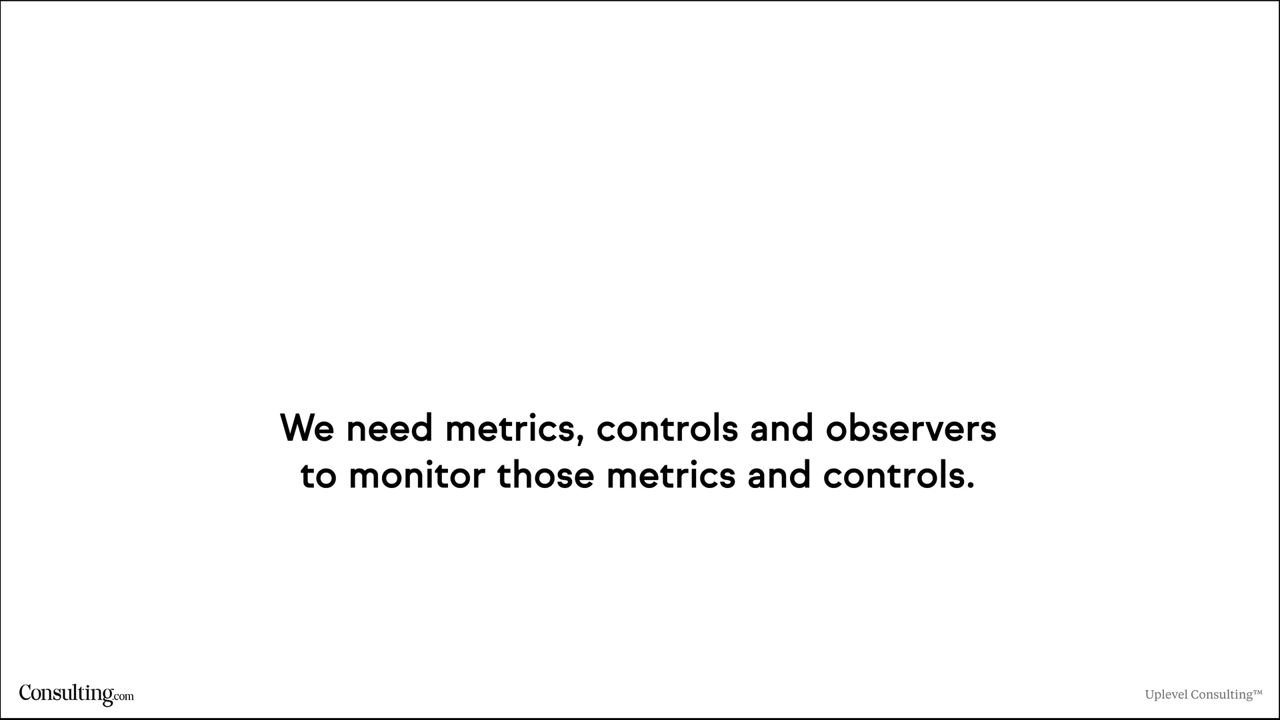 We need metrics, controls and observers
to monitor those metrics and controls.
Consulting.com
Uplevel Consulting™